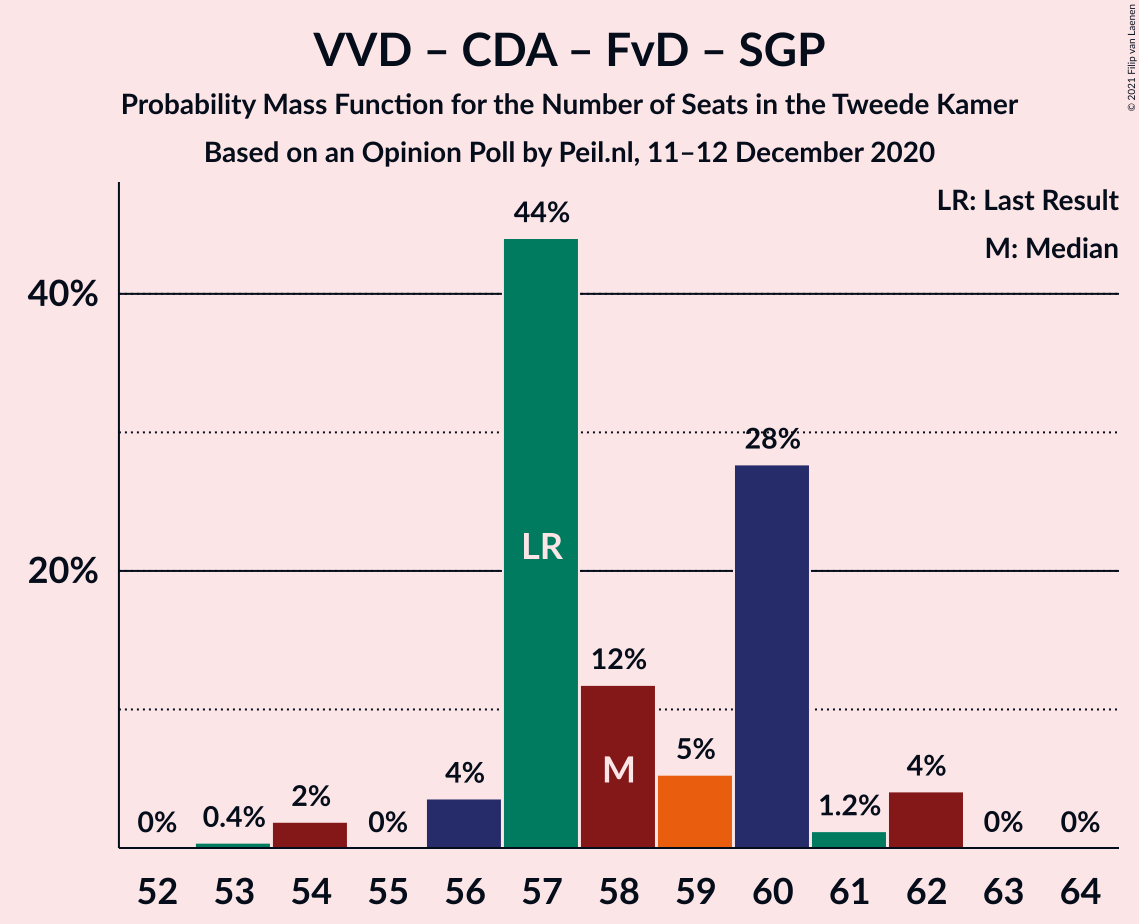 VVD – CDA – FvD – SGP
Probability Mass Function for the Number of Seats in the Tweede Kamer
Based on an Opinion Poll by Peil.nl, 11–12 December 2020
© 2021 Filip van Laenen
LR: Last Result
M: Median
40%
20%
0%
0.4%
2%
0%
4%
44%
12%
5%
28%
1.2%
4%
0%
0%
LR
M
52 53 54 55 56 57 58 59 60 61 62 63 64